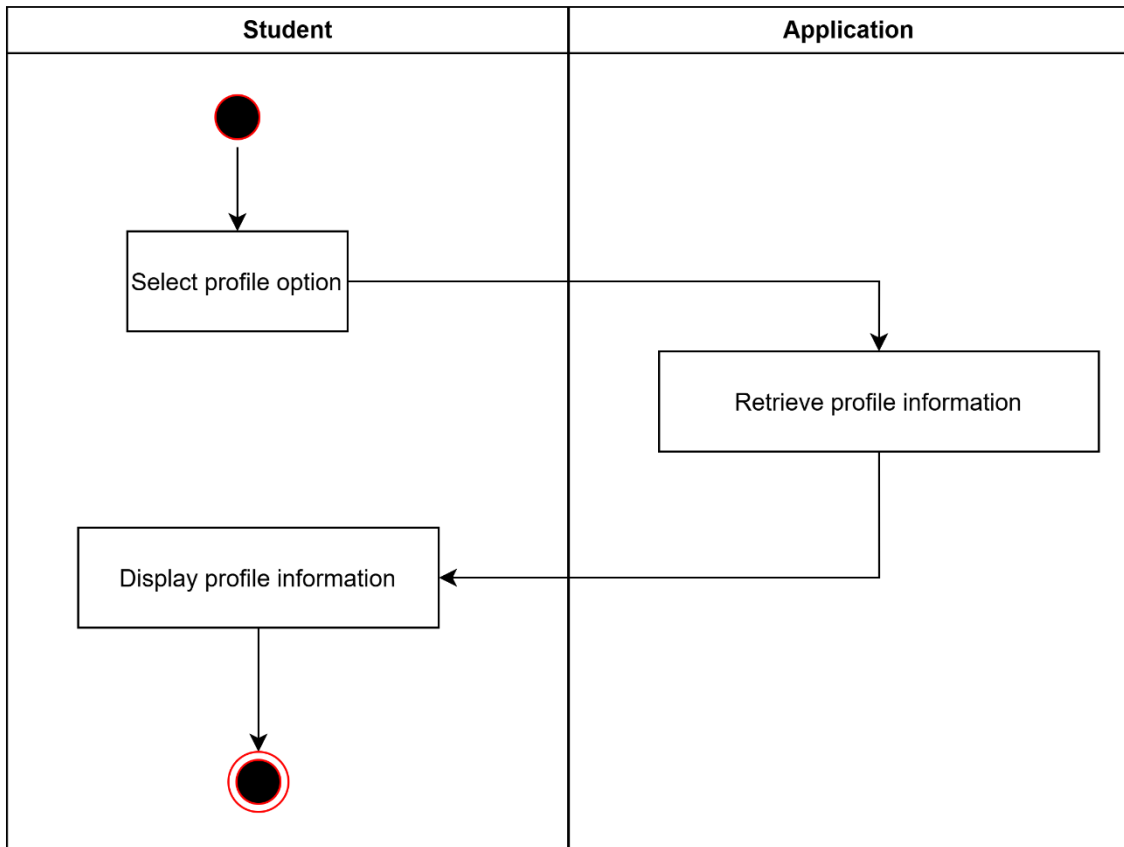 Student
Application
Select profile option
Retrieve profile information
Display profile information